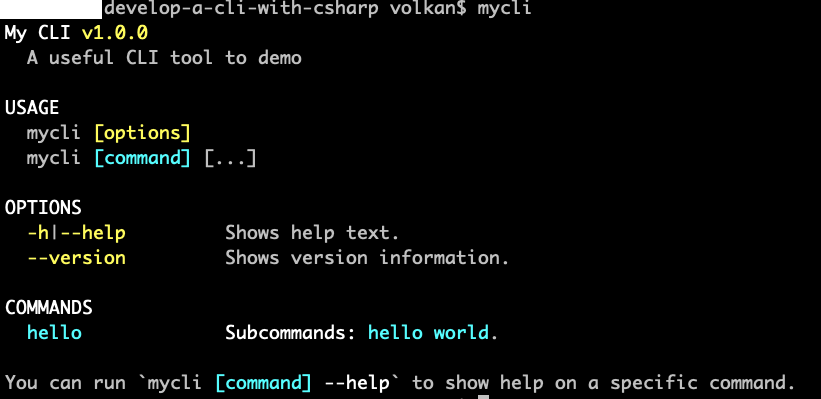 develop-a-cli-with-csharp volkan$ mycli
My CLI v1.0.0
A useful CLI tool to demo
USAGE
mycli [options]
mycli [command] [...]
OPTIONS
-h|--help Shows help text.
--version Shows version information.
COMMANDS
hello Subcommands: hello world.
You can run `mycli [command] --help` to show help on a specific command.